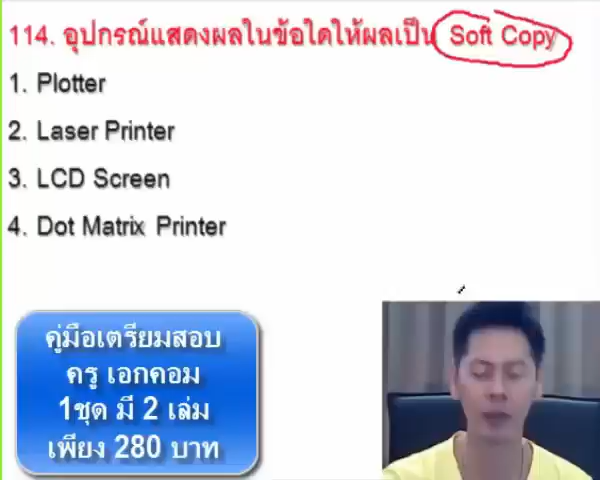 114. อุปกรณ์แสดงผลในข้อใดให้ผลเป็น Soft Copy
1. Plotter
2. Laser Printer
3. LCD Screen
4. Dot Matrix Printer
คู่มือเตรียมสอบ
ครู เอกคอม
1ชุด มี 2 เล่ม
เพียง 280 บาท